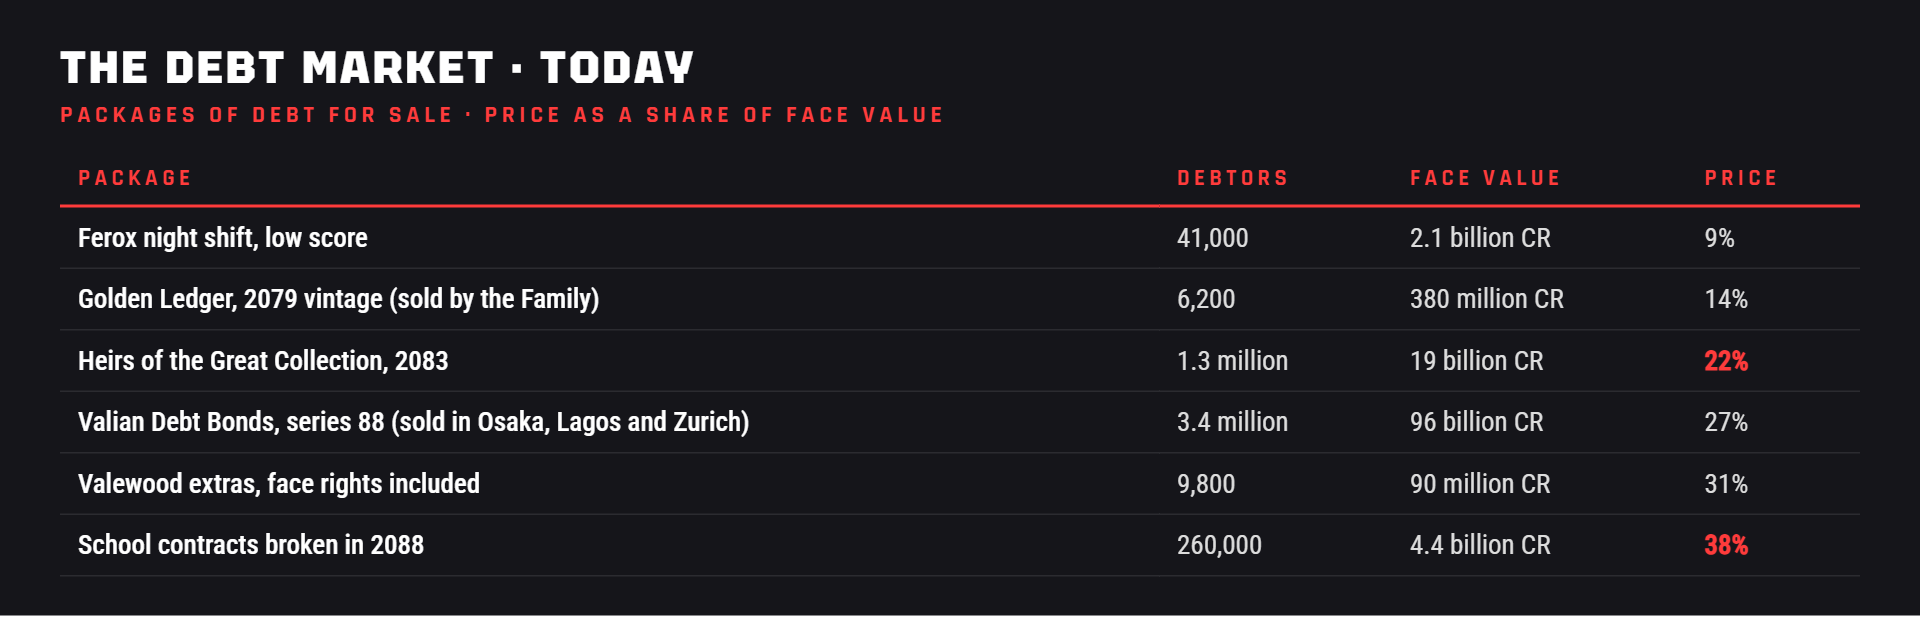 THE DEBT MARKET · TODAY
PACKAGES OF DEBT FOR SALE · PRICE AS A SHARE OF FACE VALUE
PACKAGE DEBTORS FACE VALUE PRICE
Ferox night shift, low score 41,000 2.1 billion CR 9%
Golden Ledger, 2079 vintage (sold by the Family) 6,200 380 million CR 14%
Heirs of the Great Collection, 2083 1.3 million 19 billion CR 22%
Valian Debt Bonds, series 88 (sold in Osaka, Lagos and Zurich) 3.4 million 96 billion CR 27%
Valewood extras, face rights included 9,800 90 million CR 31%
School contracts broken in 2088 260,000 4.4 billion CR 38%